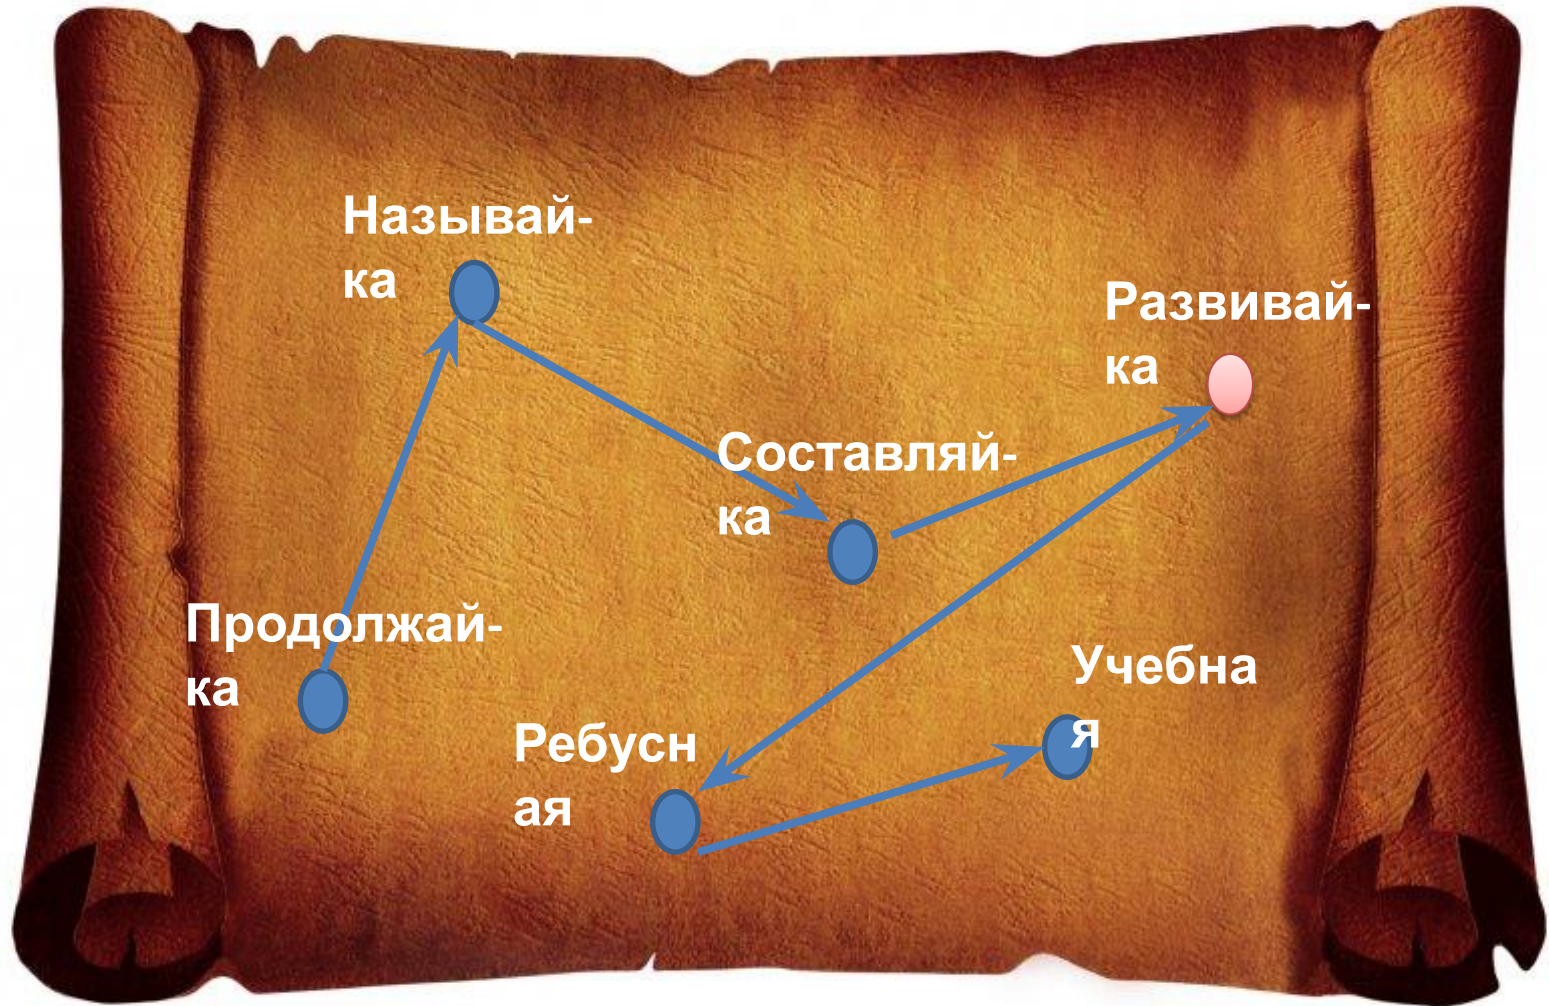 Называй-
ка
Развивай-
ка
Составляй-
ка
Продолжай-
ка
Учебна
я
Ребусн
ая